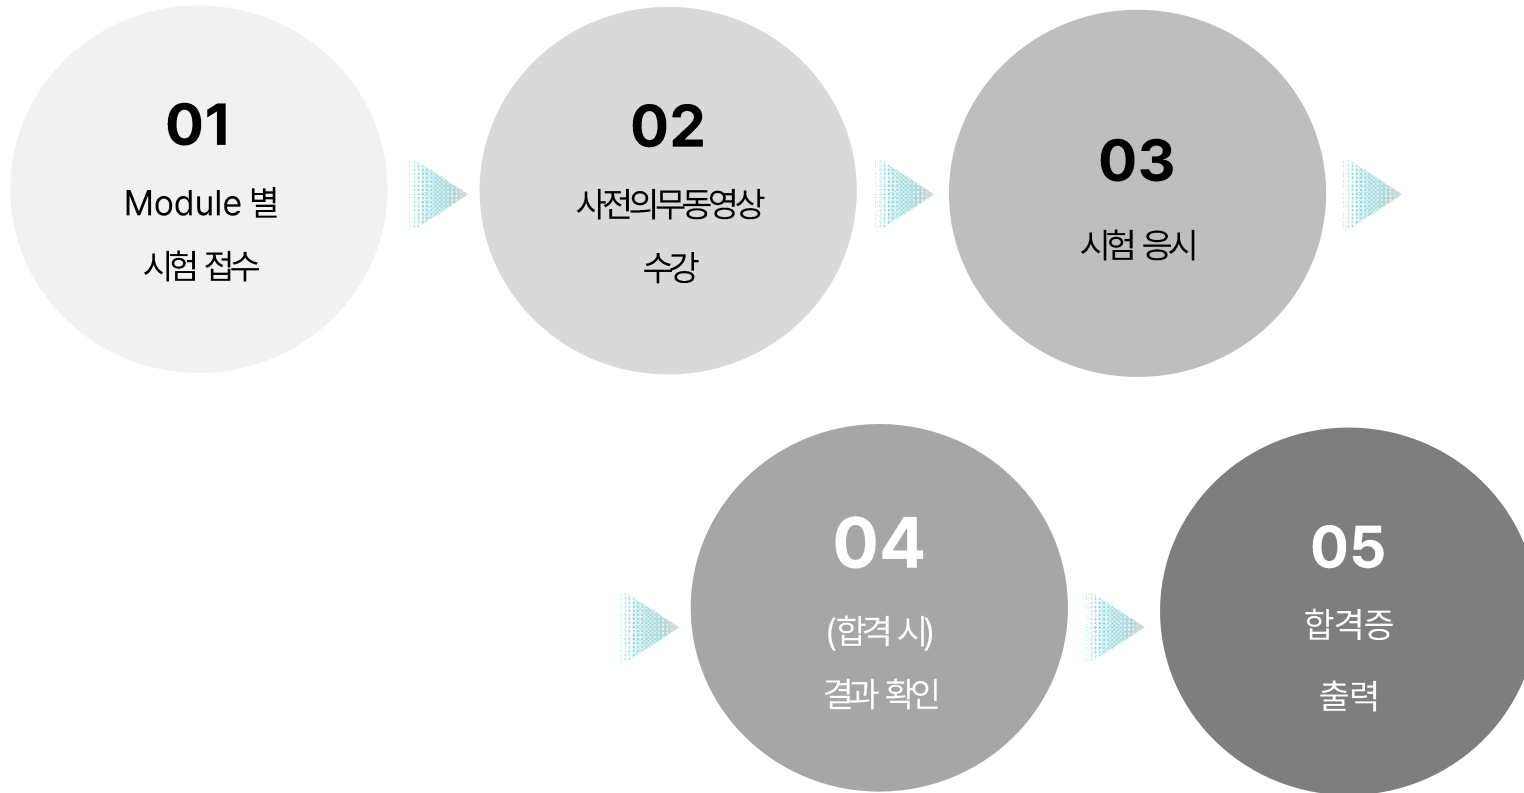 01
Module 별
시험 접수
02
사전의무동영상
수강
03
시험 응시
04
(합격 시)
결과 확인
05
합격증
출력